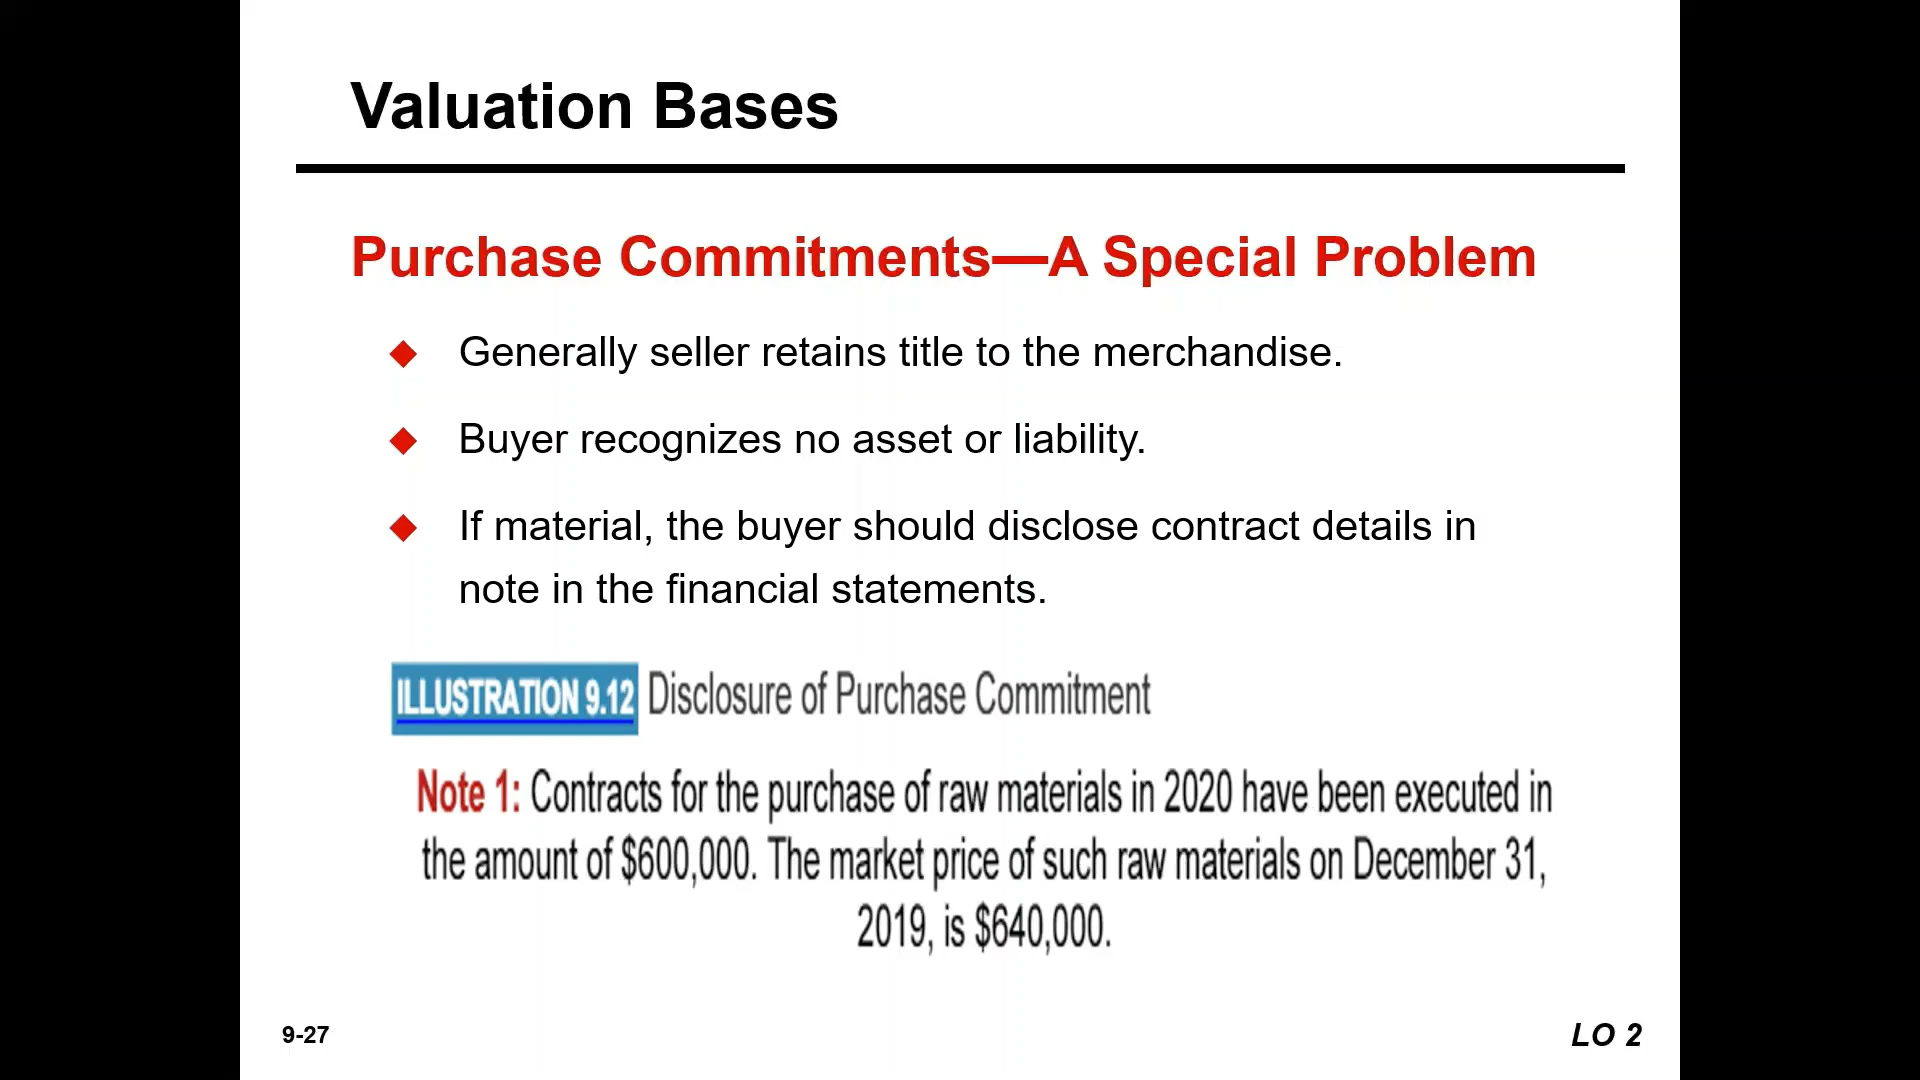 Valuation Bases
Purchase Commitments—A Special Problem
Generally seller retains title to the merchandise.
Buyer recognizes no asset or liability.
If material, the buyer should disclose contract details in
note in the financial statements.
ILLUSTRATION 9.12 Disclosure of Purchase Commitment
Note 1: Contracts for the purchase of raw materials in 2020 have been executed in
the amount of $600,000. The market price of such raw materials on December 31,
2019, is $640,000.
9-27
LO 2